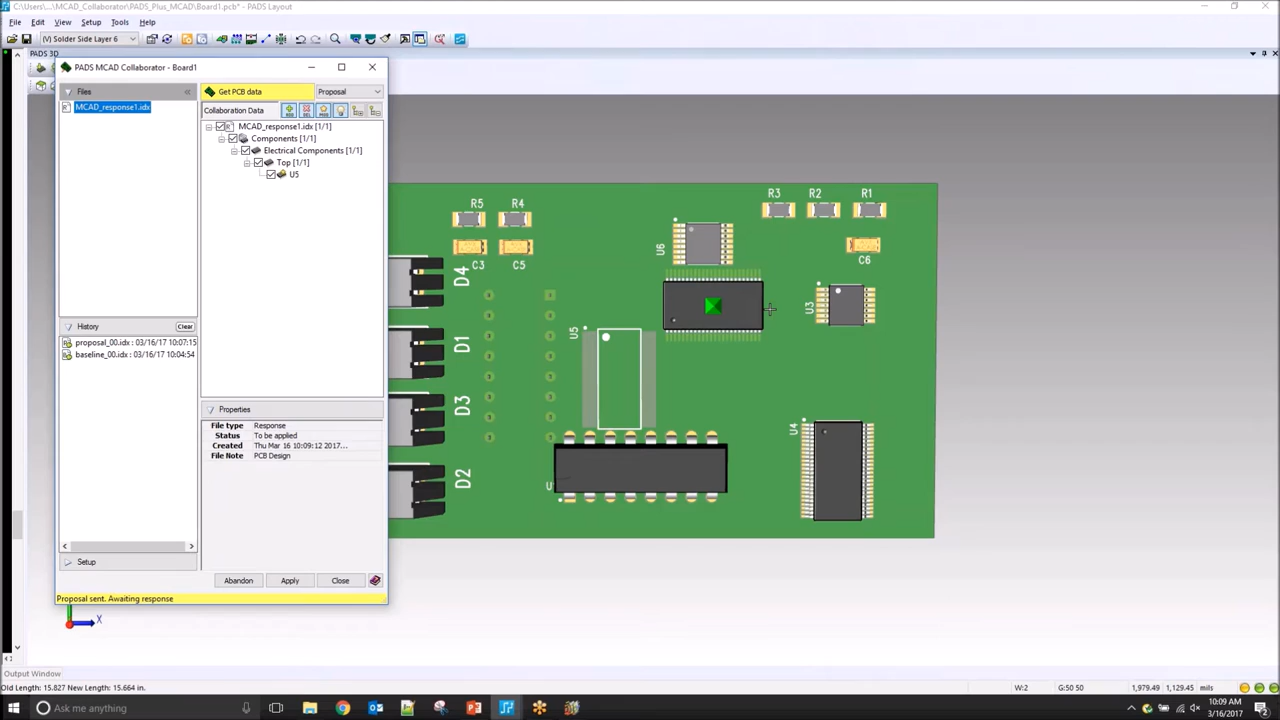 C:\Users\...\MCAD_Collaborator\PADS_Plus_MCAD\Board1.pcb* - PADS Layout
File Edit View Setup Tools Help
(V) Solder Side Layer 6
PADS 3D
PADS MCAD Collaborator - Board1
Files
MCAD_response1.idx
Get PCB data
Proposal
Collaboration Data
MCAD_response1.idx [1/1]
Components [1/1]
Electrical Components [1/1]
Top [1/1]
U5
History
Clear
proposal_00.idx : 03/16/17 10:07:15
baseline_00.idx : 03/16/17 10:04:54
Setup
Properties
File type Response
Status To be applied
Created Thu Mar 16 10:09:12 2017...
File Note PCB Design
Abandon Apply Close
Proposal sent. Awaiting response
R5 R4
C3 C5
R3 R2 R1
C6
U6
U3
U5
U4
D4
D1
D3
D2
X
Output Window
Old Length: 15.827 New Length: 15.664 in.
W:2 G:50 50 1,979.49 1,129.45 mils
Ask me anything
10:09 AM
3/16/2017